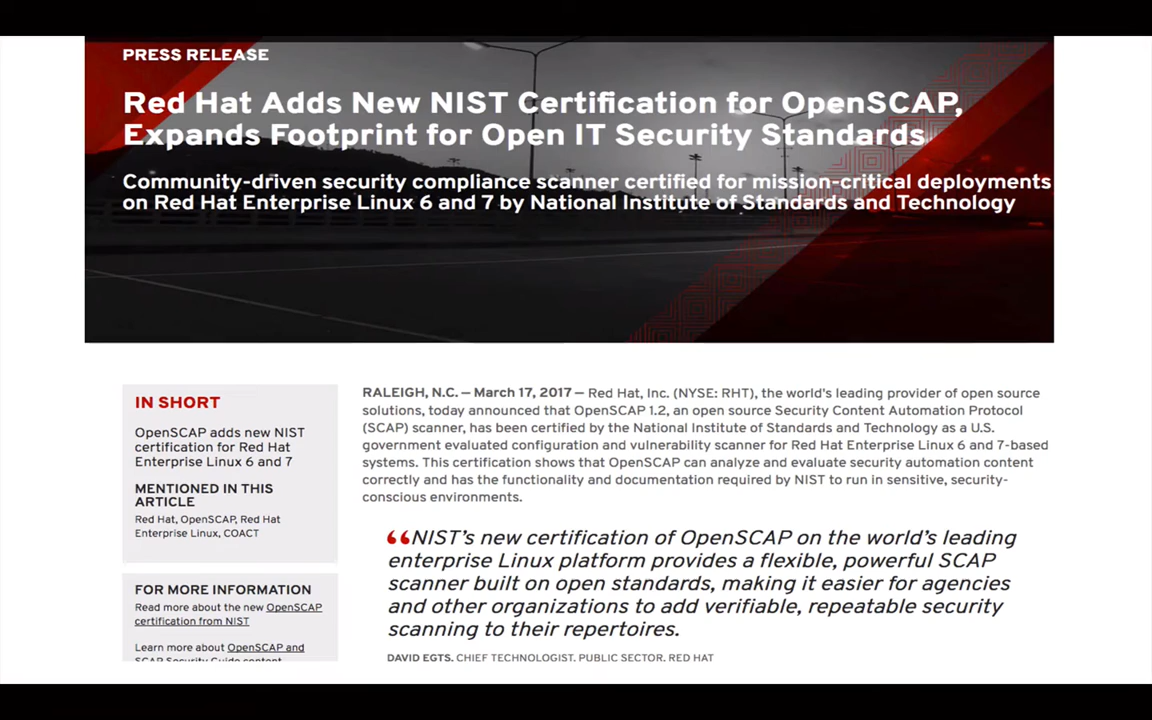 PRESS RELEASE
Red Hat Adds New NIST Certification for OpenSCAP,
Expands Footprint for Open IT Security Standards
Community-driven security compliance scanner certified for mission-critical deployments
on Red Hat Enterprise Linux 6 and 7 by National Institute of Standards and Technology
IN SHORT
OpenSCAP adds new NIST
certification for Red Hat
Enterprise Linux 6 and 7
MENTIONED IN THIS
ARTICLE
Red Hat, OpenSCAP, Red Hat
Enterprise Linux, COACT
FOR MORE INFORMATION
Read more about the new OpenSCAP
certification from NIST
Learn more about OpenSCAP and
SCAP Security Guide content
RALEIGH, N.C. — March 17, 2017 — Red Hat, Inc. (NYSE: RHT), the world's leading provider of open source
solutions, today announced that OpenSCAP 1.2, an open source Security Content Automation Protocol
(SCAP) scanner, has been certified by the National Institute of Standards and Technology as a U.S.
government evaluated configuration and vulnerability scanner for Red Hat Enterprise Linux 6 and 7-based
systems. This certification shows that OpenSCAP can analyze and evaluate security automation content
correctly and has the functionality and documentation required by NIST to run in sensitive, security-
conscious environments.
“NIST’s new certification of OpenSCAP on the world’s leading
enterprise Linux platform provides a flexible, powerful SCAP
scanner built on open standards, making it easier for agencies
and other organizations to add verifiable, repeatable security
scanning to their repertoires.
DAVID EGTS, CHIEF TECHNOLOGIST, PUBLIC SECTOR, RED HAT